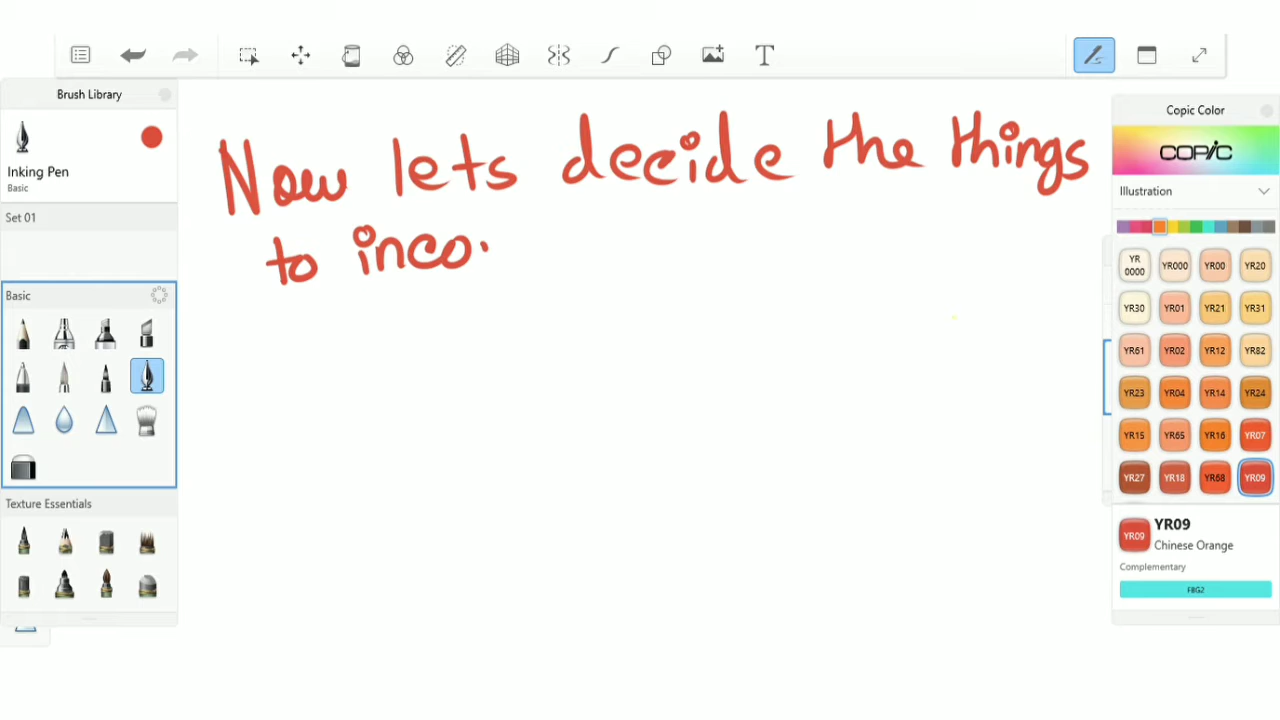 Brush Library
Inking Pen
Basic
Set 01
Basic
Texture Essentials
T
Now lets decide the things
to inco.
Copic Color
COPIC
Illustration
YR 0000 YR000 YR00 YR20
YR30 YR01 YR21 YR31
YR61 YR02 YR12 YR82
YR23 YR04 YR14 YR24
YR15 YR65 YR16 YR07
YR27 YR18 YR68 YR09
YR09 YR09
Chinese Orange
Complementary
FBG2